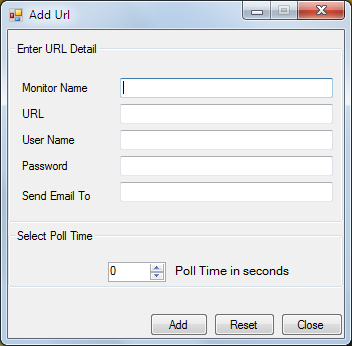 Add Url
Enter URL Detail
Monitor Name
URL
User Name
Password
Send Email To
Select Poll Time
0 Poll Time in seconds
Add Reset Close